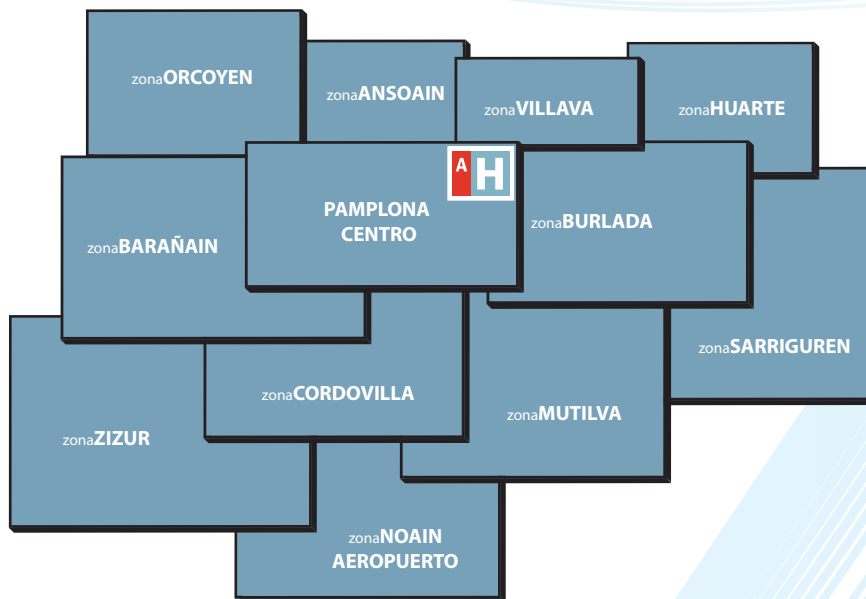 zonaORCOYEN
zonaANSOAIN
zonaVILLAVA
zonaHUARTE
A H
PAMPLONA
CENTRO
zonaBURLADA
zonaBARAÑAIN
zonaSARRIGUREN
zonaCORDOVILLA
zonaMUTILVA
zonaZIZUR
zonaNOAIN
AEROPUERTO